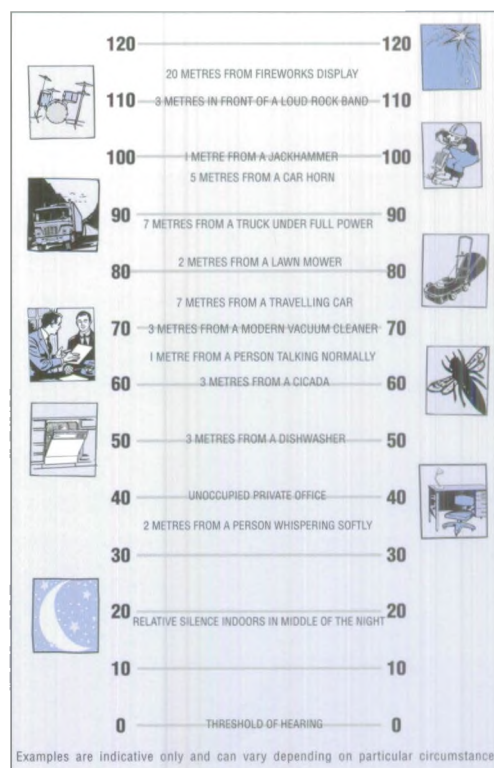 120 120
20 METRES FROM FIREWORKS DISPLAY
110 3 METRES IN FRONT OF A LOUD ROCK BAND 110
100 1 METRE FROM A JACKHAMMER 100
5 METRES FROM A CAR HORN
90 90
7 METRES FROM A TRUCK UNDER FULL POWER
2 METRES FROM A LAWN MOWER
80 80
7 METRES FROM A TRAVELLING CAR
70 3 METRES FROM A MODERN VACUUM CLEANER 70
1 METRE FROM A PERSON TALKING NORMALLY
60 3 METRES FROM A CICADA 60
50 3 METRES FROM A DISHWASHER 50
40 UNOCCUPIED PRIVATE OFFICE 40
2 METRES FROM A PERSON WHISPERING SOFTLY
30 30
20 20
RELATIVE SILENCE INDOORS IN MIDDLE OF THE NIGHT
10 10
0 THRESHOLD OF HEARING 0
Examples are indicative only and can vary depending on particular circumstance